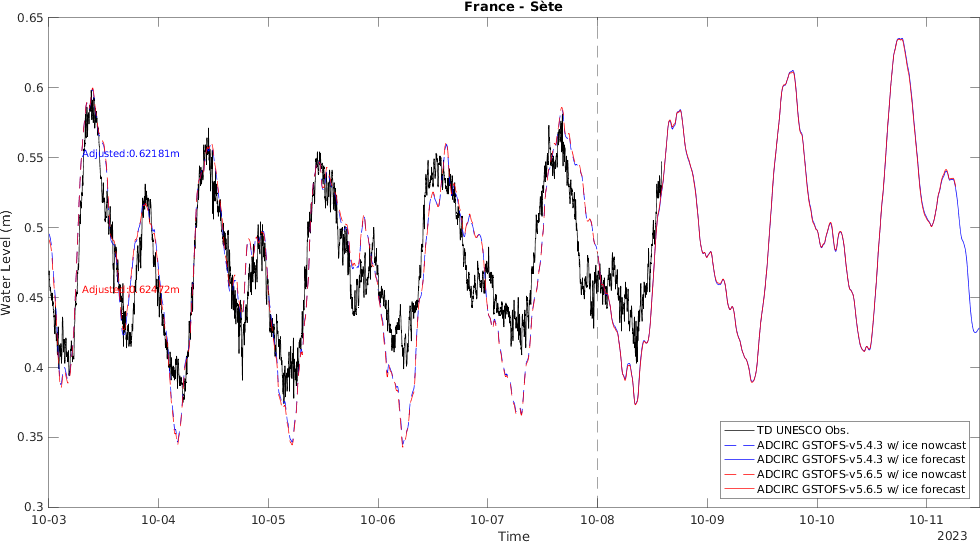 France - Sète
0.65
0.6
0.55
0.5
0.45
0.4
0.35
0.3
Water Level (m)
Adjusted:0.62181m
Adjusted:0.62472m
TD UNESCO Obs.
ADCIRC GSTOFS-v5.4.3 w/ ice nowcast
ADCIRC GSTOFS-v5.4.3 w/ ice forecast
ADCIRC GSTOFS-v5.6.5 w/ ice nowcast
ADCIRC GSTOFS-v5.6.5 w/ ice forecast
10-03 10-04 10-05 10-06 10-07 10-08 10-09 10-10 10-11
Time
2023